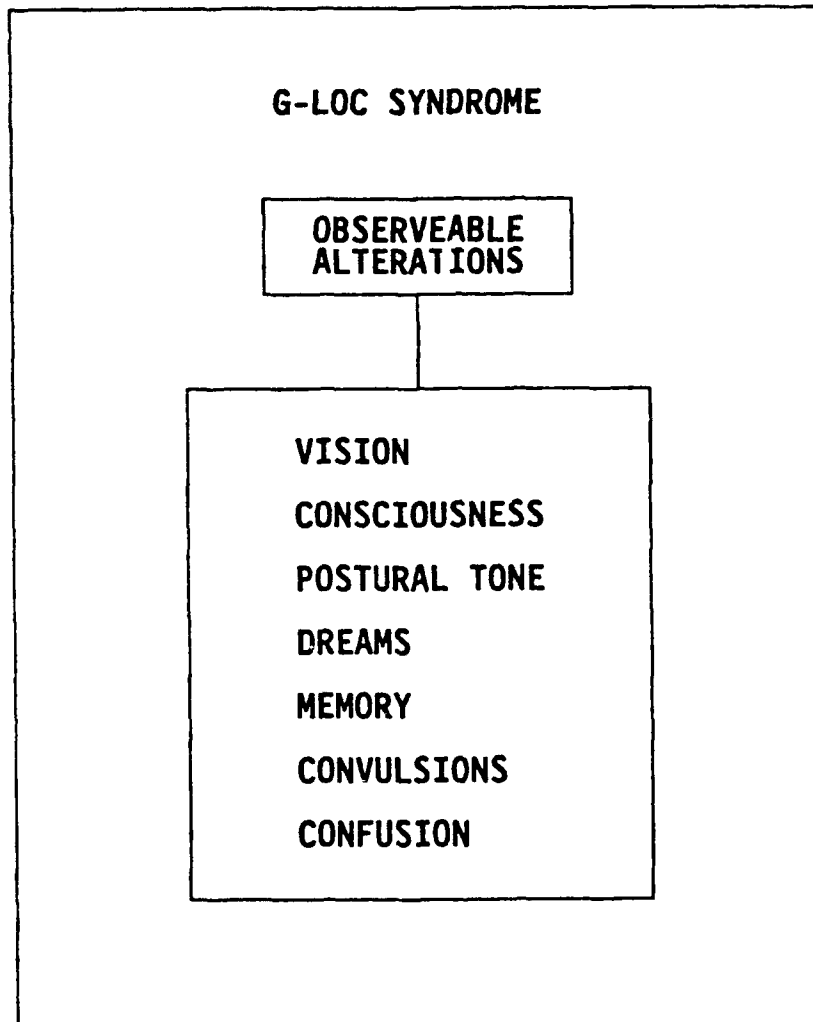 G-LOC SYNDROME
OBSERVEABLE
ALTERATIONS
VISION
CONSCIOUSNESS
POSTURAL TONE
DREAMS
MEMORY
CONVULSIONS
CONFUSION